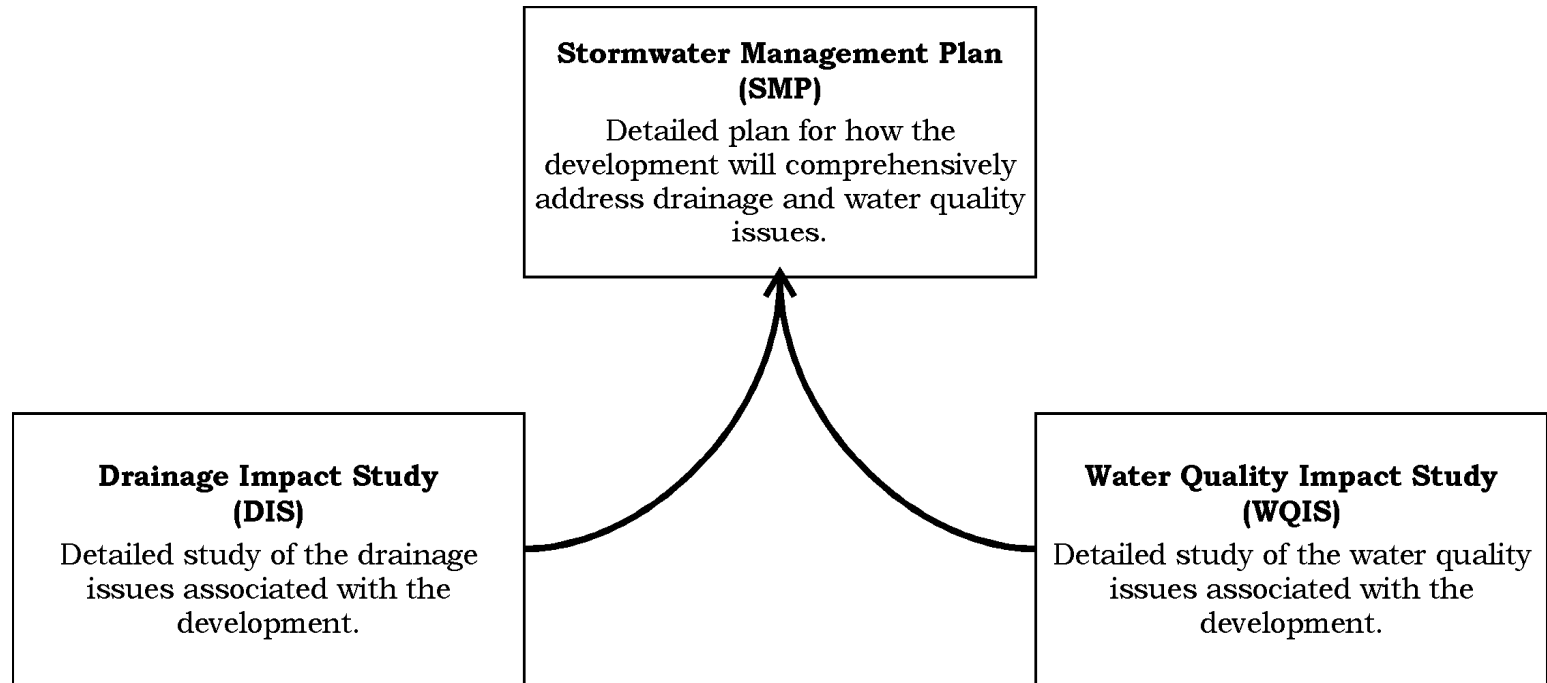 Stormwater Management Plan
(SMP)
Detailed plan for how the
development will comprehensively
address drainage and water quality
issues.
Drainage Impact Study
(DIS)
Detailed study of the drainage
issues associated with the
development.
Water Quality Impact Study
(WQIS)
Detailed study of the water quality
issues associated with the
development.